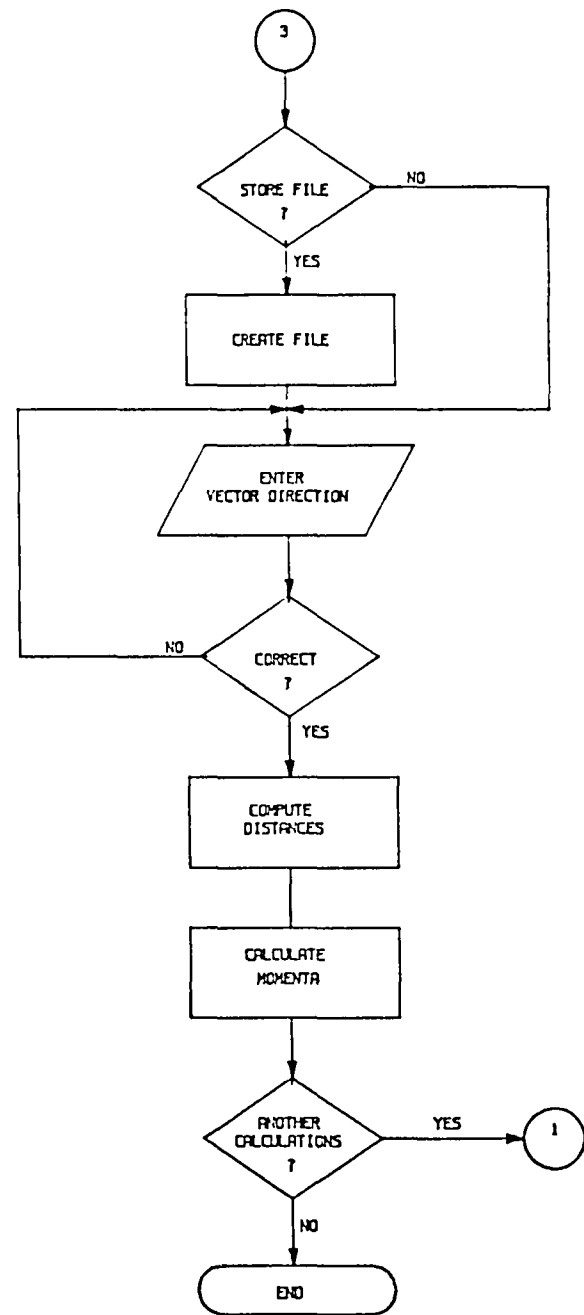 3
STORE FILE
?
NO
YES
CREATE FILE
ENTER
VECTOR DIRECTION
NO
CORRECT
?
YES
COMPUTE
DISTANCES
CALCULATE
MOMENTA
ANOTHER
CALCULATIONS
?
YES
1
NO
END